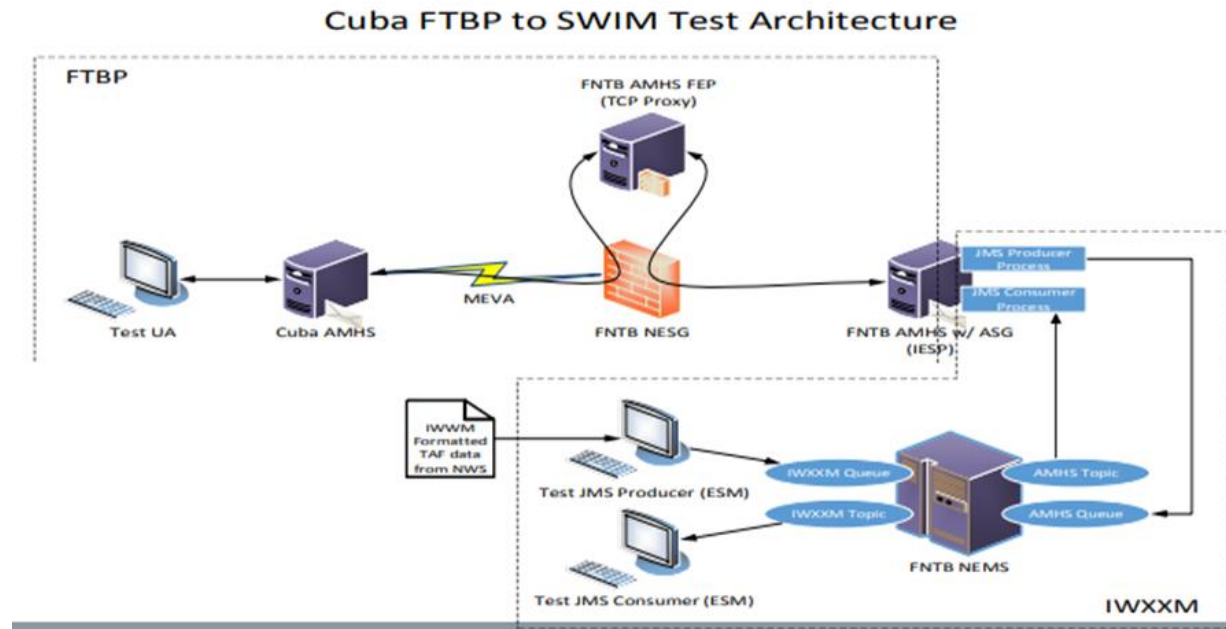 Cuba FTBP to SWIM Test Architecture
FTBP
FNTB AMHS FEP
(TCP Proxy)
MEVA
Test UA
Cuba AMHS
FNTB NESG
JMS Producer
Process
JMS Consumer
Process
FNTB AMHS w/ ASG
(IESP)
IWWM
Formatted
TAF data
from NWS
Test JMS Producer (ESM)
IWXXM Queue
AMHS Topic
IWXXM Topic
AMHS Queue
Test JMS Consumer (ESM)
FNTB NEMS
IWXXM